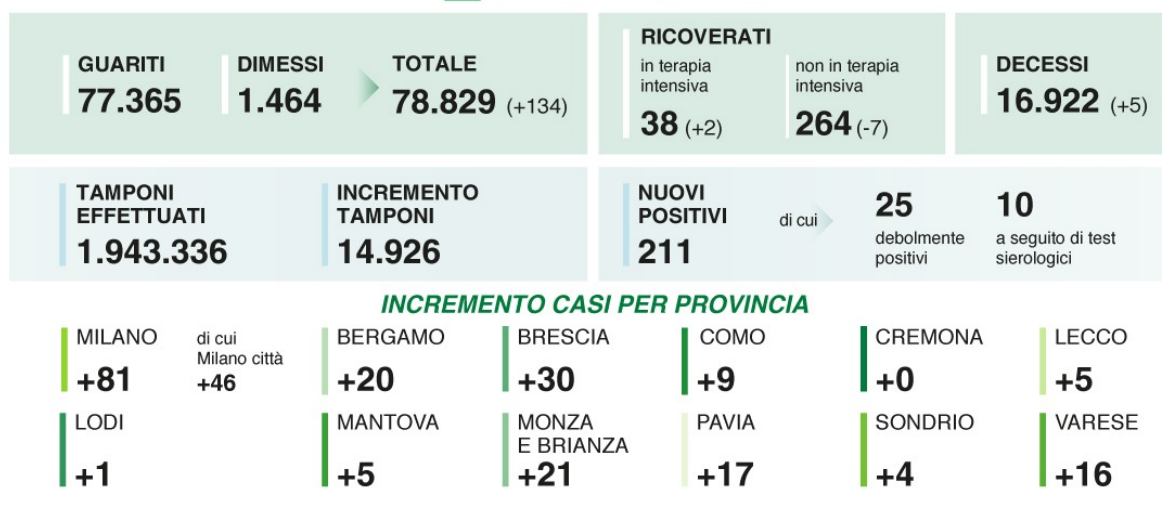 GUARITI
77.365
DIMESSI
1.464
TOTALE
78.829 (+134)
RICOVERATI
in terapia
intensiva
38 (+2)
non in terapia
intensiva
264 (-7)
DECESSI
16.922 (+5)
TAMPONI
EFFETTUATI
1.943.336
INCREMENTO
TAMPONI
14.926
NUOVI
POSITIVI
211
di cui
25
debolmente
positivi
10
a seguito di test
sierologici
INCREMENTO CASI PER PROVINCIA
MILANO
+81
di cui
Milano città
+46
BERGAMO
+20
BRESCIA
+30
COMO
+9
CREMONA
+0
LECCO
+5
LODI
+1
MANTOVA
+5
MONZA
E BRIANZA
+21
PAVIA
+17
SONDRIO
+4
VARESE
+16